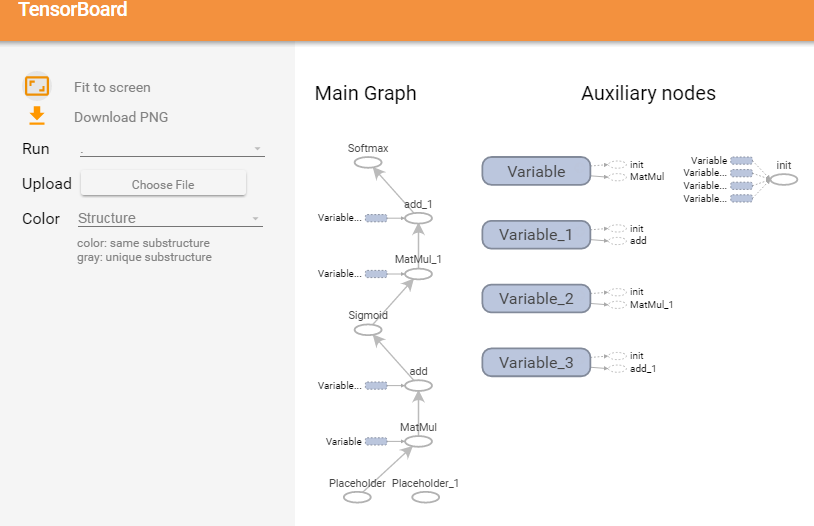 TensorBoard
Fit to screen
Download PNG
Run .
Upload Choose File
Color Structure
color: same substructure
gray: unique substructure
Main Graph
Softmax
add_1
Variable...
MatMul_1
Variable...
Sigmoid
add
Variable...
MatMul
Variable
Placeholder Placeholder_1
Auxiliary nodes
Variable
init
MatMul
Variable_1
init
add
Variable_2
init
MatMul_1
Variable_3
init
add_1
Variable
Variable...
Variable...
Variable...
init